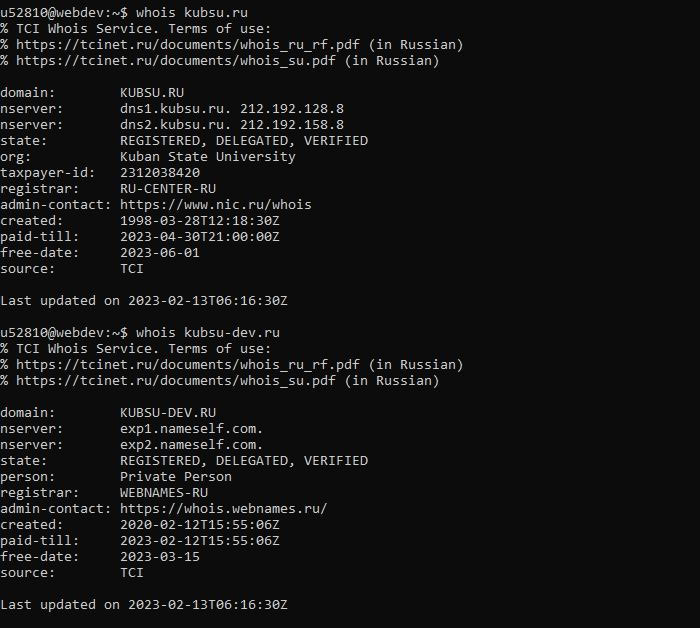 u52810@webdev:~$ whois kubsu.ru
% TCI Whois Service. Terms of use:
% https://tcinet.ru/documents/whois_ru_rf.pdf (in Russian)
% https://tcinet.ru/documents/whois_su.pdf (in Russian)

domain:        KUBSU.RU
nserver:       dns1.kubsu.ru. 212.192.128.8
nserver:       dns2.kubsu.ru. 212.192.158.8
state:         REGISTERED, DELEGATED, VERIFIED
org:           Kuban State University
taxpayer-id:   2312038420
registrar:     RU-CENTER-RU
admin-contact: https://www.nic.ru/whois
created:       1998-03-28T12:18:30Z
paid-till:     2023-04-30T21:00:00Z
free-date:     2023-06-01
source:        TCI

Last updated on 2023-02-13T06:16:30Z

u52810@webdev:~$ whois kubsu-dev.ru
% TCI Whois Service. Terms of use:
% https://tcinet.ru/documents/whois_ru_rf.pdf (in Russian)
% https://tcinet.ru/documents/whois_su.pdf (in Russian)

domain:        KUBSU-DEV.RU
nserver:       exp1.nameself.com.
nserver:       exp2.nameself.com.
state:         REGISTERED, DELEGATED, VERIFIED
person:        Private Person
registrar:     WEBNAMES-RU
admin-contact: https://whois.webnames.ru/
created:       2020-02-12T15:55:06Z
paid-till:     2023-02-12T15:55:06Z
free-date:     2023-03-15
source:        TCI

Last updated on 2023-02-13T06:16:30Z